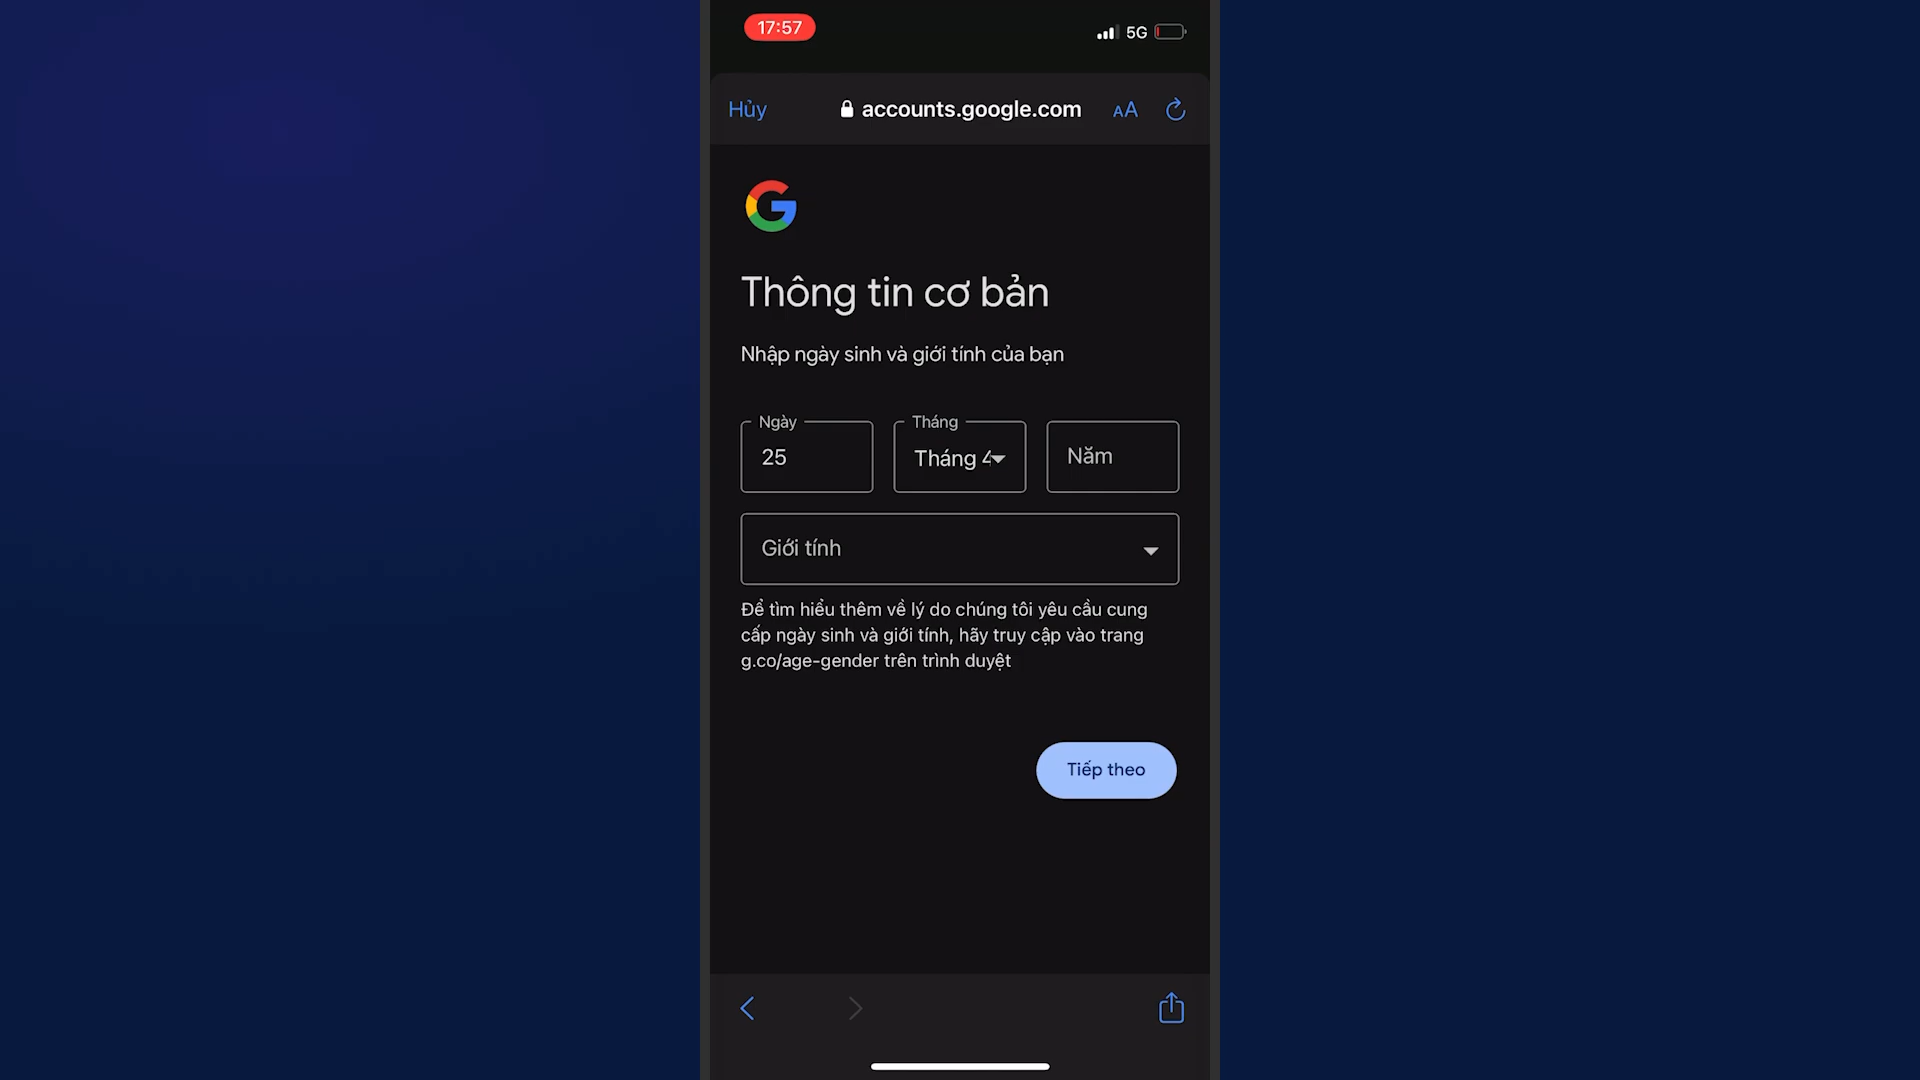 17:57
5G
Hủy
accounts.google.com
AA
Thông tin cơ bản
Nhập ngày sinh và giới tính của bạn
Ngày
Tháng
25
Tháng 4
Năm
Giới tính
Để tìm hiểu thêm về lý do chúng tôi yêu cầu cung
cấp ngày sinh và giới tính, hãy truy cập vào trang
g.co/age-gender trên trình duyệt
Tiếp theo